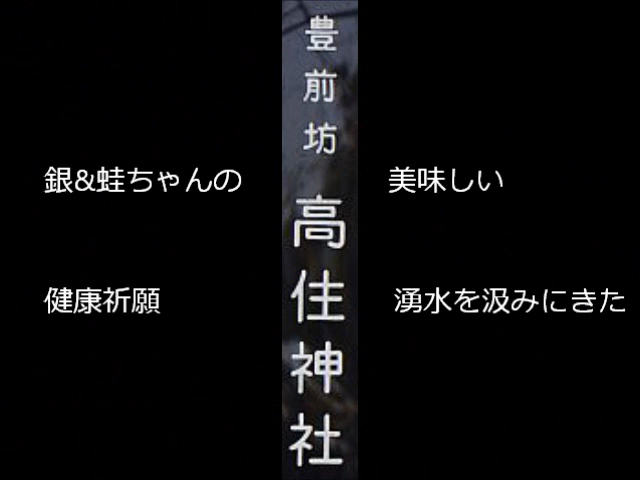 豊前坊 高住神社
銀&蛙ちゃんの
健康祈願
美味しい
湧水を汲みにきた